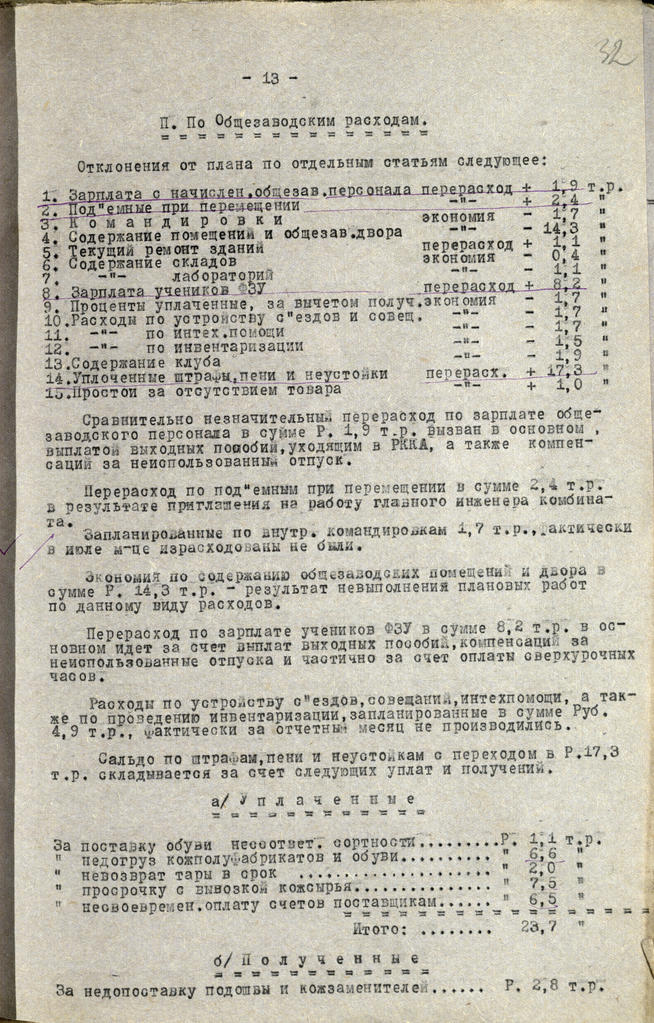 32
- 13 -
П. По Общезаводским расходам.
Отклонения от плана по отдельным статьям следующее:
1. Зарплата с начислен.общезав.персонала перерасход + 1,9 т.р.
2. Под"емные при перемещении -"- + 2,4 "
3. К о м а н д и р о в к и экономия - 1,7 "
4. Содержание помещений и общезав.двора -"- - 14,3 "
5. Текущий ремонт зданий перерасход + 1,1 "
6. Содержание складов экономия - 0,4 "
7. -"- лабораторий -"- - 1,1 "
8. Зарплата учеников ФЗУ перерасход + 8,2 "
9. Проценты уплаченные, за вычетом получ.экономия - 1,7 "
10.Расходы по устройству с"ездов и совещ. -"- - 1,7 "
11. -"- по интех.помощи -"- - 1,7 "
12. -"- по инвентаризации -"- - 1,5 "
13.Содержание клуба -"- - 1,9 "
14.Уплоченные штрафы,пени и неустойки перерасх. + 17,3 "
15.Простои за отсутствием товара -"- + 1,0 "
Сравнительно незначительный перерасход по зарплате обще-
заводского персонала в сумме Р. 1,9 т.р. вызван в основном,
выплатой выходных пособий,уходящим в РККА, а также компен-
саций за неиспользованный отпуск.
Перерасход по под"емным при перемещении в сумме 2,4 т.р.
в результате приглашения на работу главного инженера комбина-
та.
Запланированные по внутр. командировкам 1,7 т.р.,фактически
в июле м-це израсходованы не были.
Экономия по содержанию общезаводских помещений и двора в
сумме Р. 14,3 т.р. - результат невыполнения плановых работ
по данному виду расходов.
Перерасход по зарплате учеников ФЗУ в сумме 8,2 т.р. в ос-
новном идет за счет выплат выходных пособий,компенсаций за
неиспользованные отпуска и частично за счет оплаты сверхурочных
часов.
Расходы по устройству с"ездов,совещаний,интехпомощи, а так-
же по проведению инвентаризации,запланированные в сумме Руб.
4,9 т.р., фактически за отчетный месяц не производились.
Сальдо по штрафам,пени и неустойкам с переходом в Р.17,3
т.р. складывается за счет следующих уплат и получений.
а/ У п л а ч е н н ы е
За поставку обуви несоответ. сортности.........Р. 1,1 т.р.
" недогруз кожполуфабрикатов и обуви........... " 6,6 "
" невозврат тары в срок ..................... " 2,0 "
" просрочку с вывозкой кожсырья............... " 7,5 "
" несвоевремен.оплату счетов поставщикам...... " 6,5 "
Итого: ........ 23,7 "
б/ П о л у ч е н н ы е
За недопоставку подошвы и кожзаменителей...... Р. 2,8 т.р.